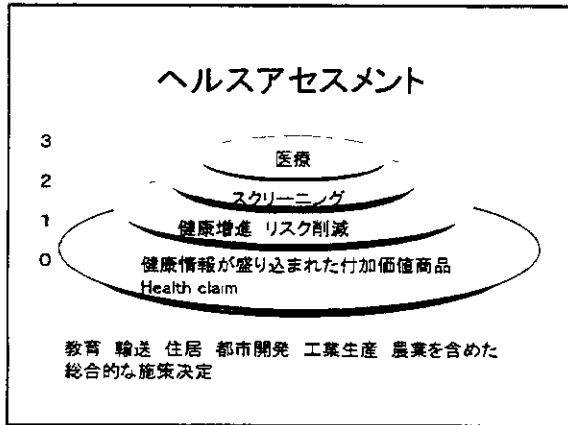 ヘルスアセスメント
3
医療
2
スクリーニング
1
健康増進 リスク削減
0
健康情報が盛り込まれた付加価値商品
Health claim
教育 輸送 住居 都市開発 工業生産 農業を含めた
総合的な施策決定